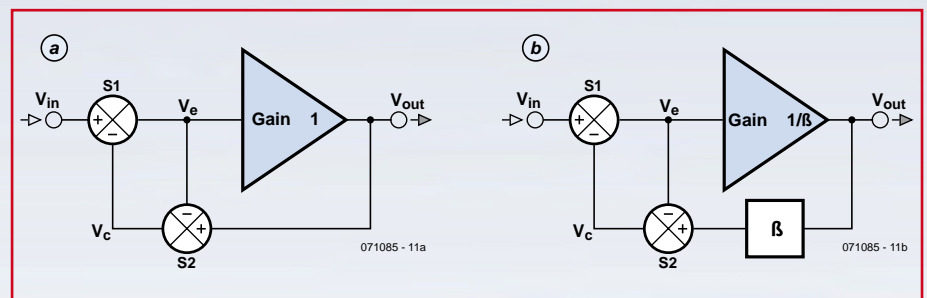 a
S1
V_in
+
−
V_e
Gain 1
V_out
−
+
V_c
S2
071085 - 11a
b
S1
V_in
+
−
V_e
Gain 1/ß
V_out
−
+
ß
V_c
S2
071085 - 11b